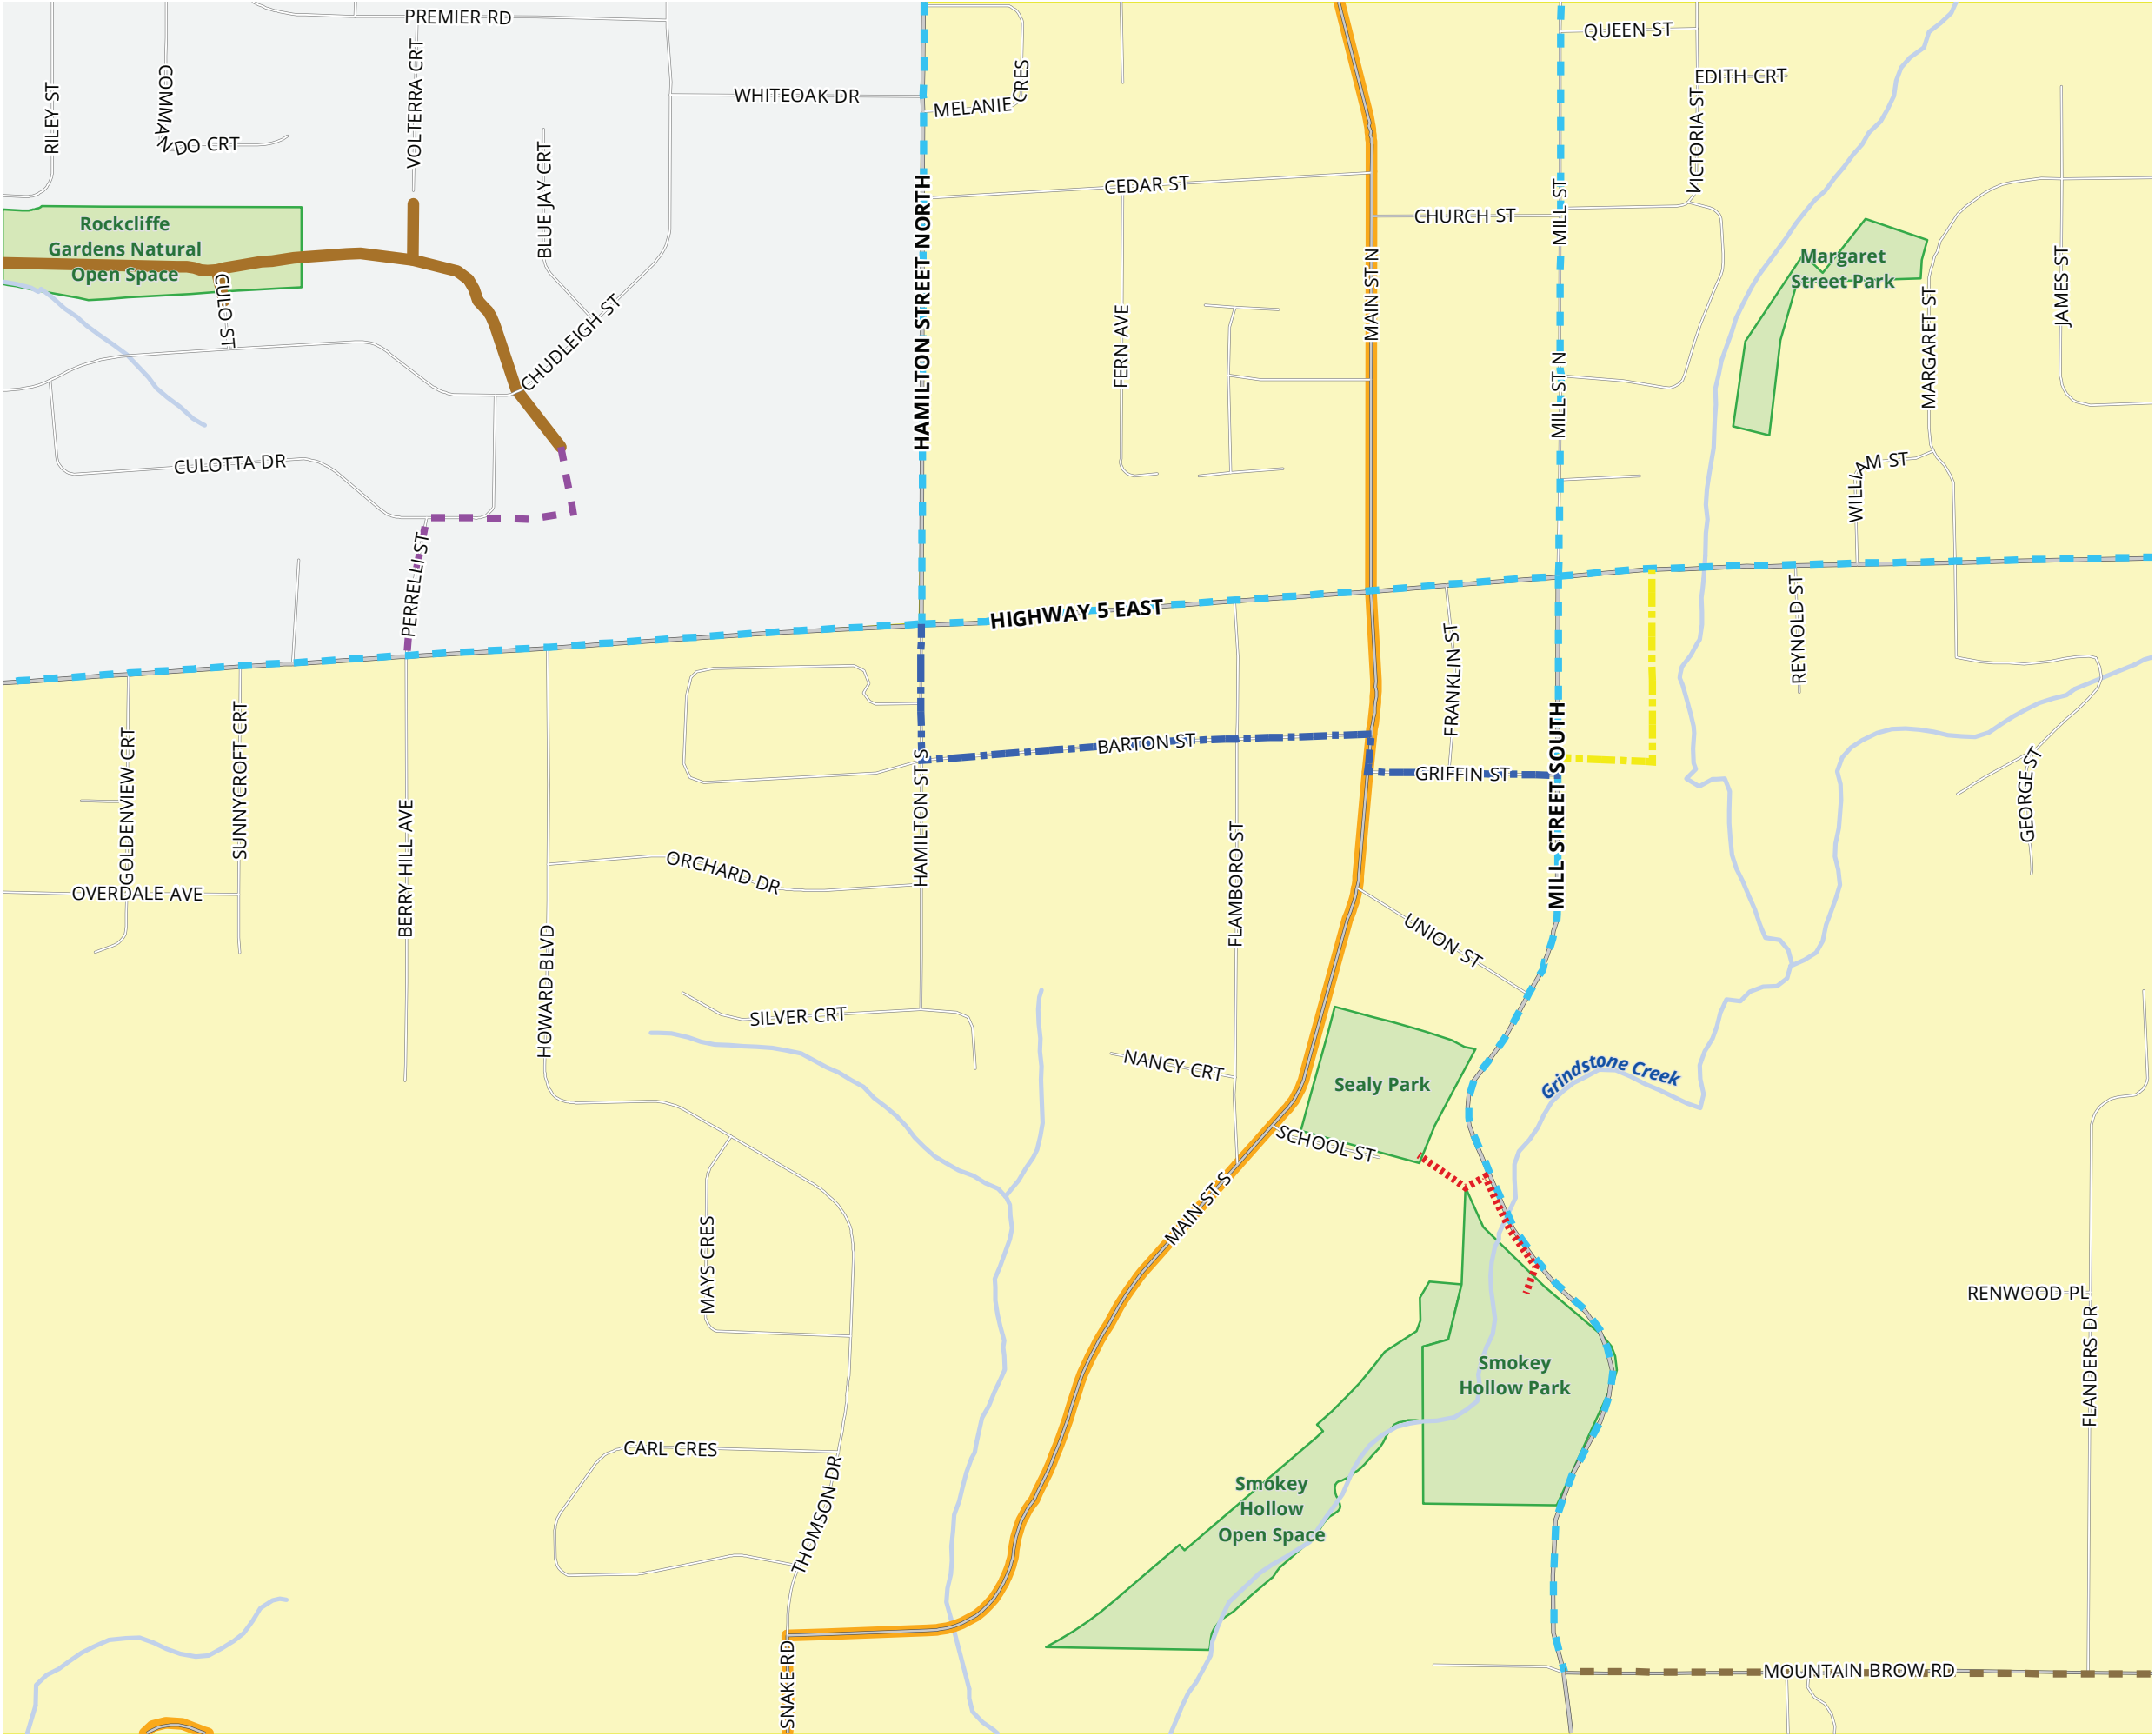 PREMIER RD
QUEEN ST
RILEY ST
COMMANDO CRT
VOLTERRA CRT
WHITEOAK DR
MELANIE CRES
EDITH CRT
VICTORIA ST
BLUE JAY CRT
CEDAR ST
CHURCH ST
MILL ST
Rockcliffe
Gardens Natural
Open Space
CULO ST
CHUDLEIGH ST
HAMILTON STREET NORTH
FERN AVE
MAIN ST N
MILL ST N
Margaret
Street Park
MARGARET ST
JAMES ST
CULOTTA DR
WILLIAM ST
PERRELLI ST
HIGHWAY 5 EAST
FRANKLIN ST
REYNOLD ST
GOLDENVIEW CRT
SUNNYCROFT CRT
BERRY HILL AVE
OVERDALE AVE
BARTON ST
GRIFFIN ST
MILL STREET SOUTH
GEORGE ST
HAMILTON ST S
ORCHARD DR
FLAMBORO ST
UNION ST
HOWARD BLVD
SILVER CRT
NANCY CRT
Sealy Park
Grindstone Creek
SCHOOL ST
MAIN ST S
MAYS CRES
RENWOOD PL
FLANDERS DR
Smokey
Hollow Park
CARL CRES
THOMSON DR
Smokey
Hollow
Open Space
SNAKE RD
MOUNTAIN BROW RD